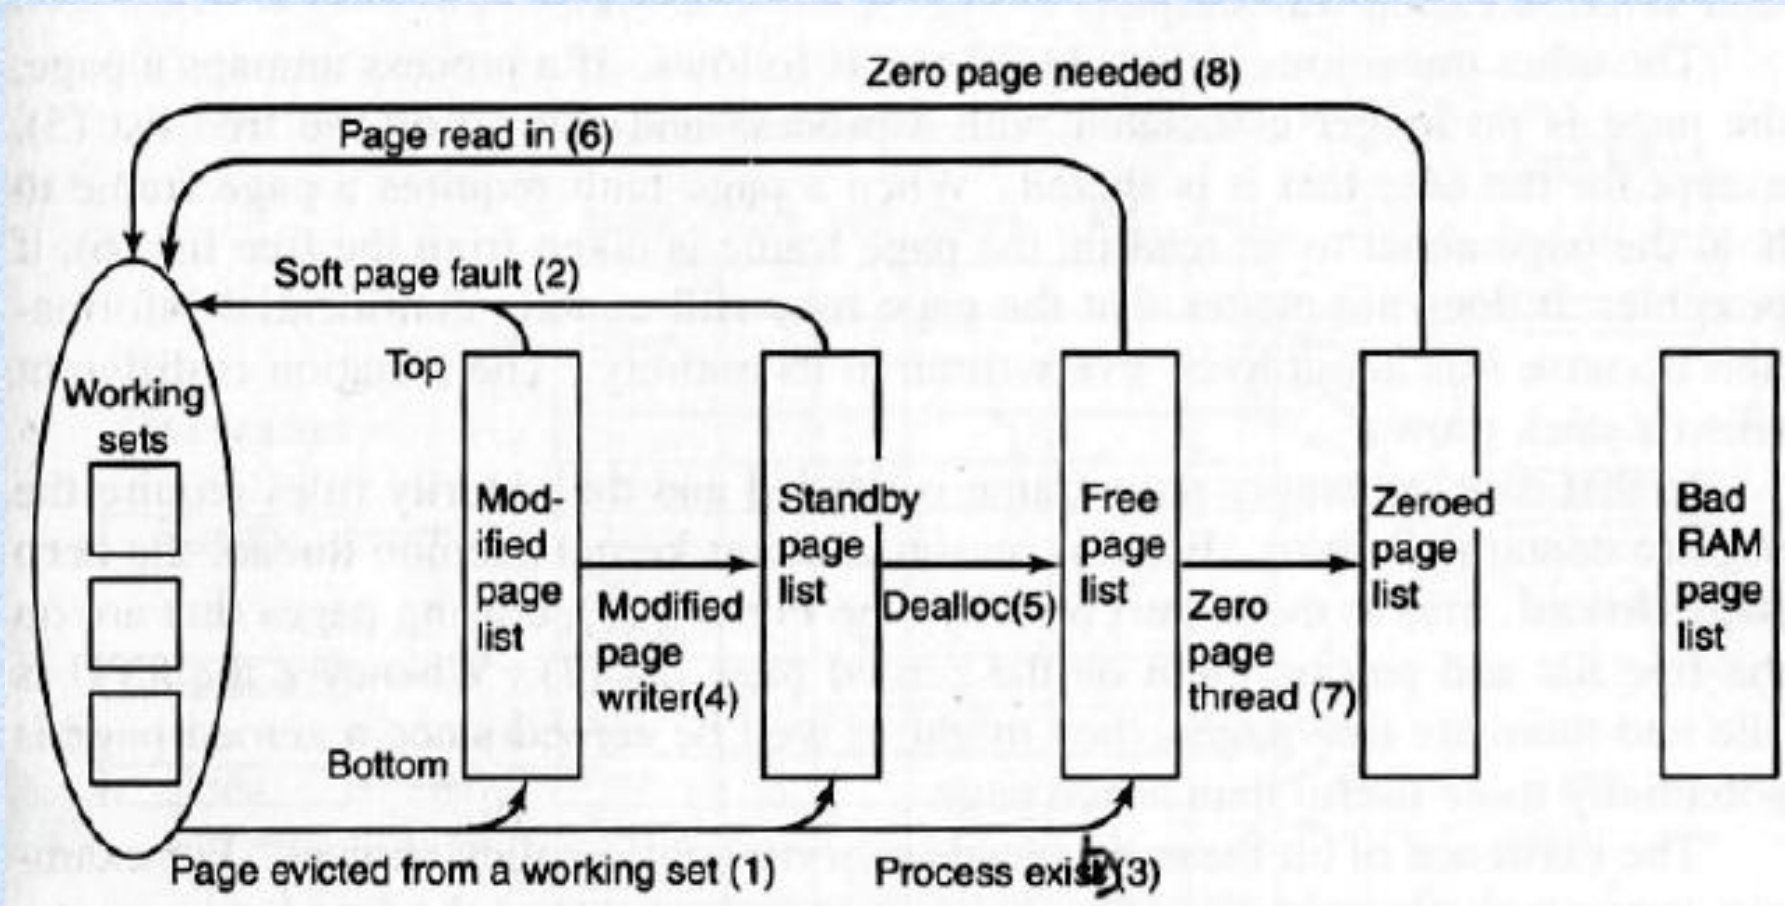 Zero page needed (8)
Page read in (6)
Soft page fault (2)
Top
Working
sets
Mod-
ified
page
list
Modified
page
writer(4)
Standby
page
list
Dealloc(5)
Free
page
list
Zero
page
thread (7)
Zeroed
page
list
Bad
RAM
page
list
Bottom
Page evicted from a working set (1)
Process (3)